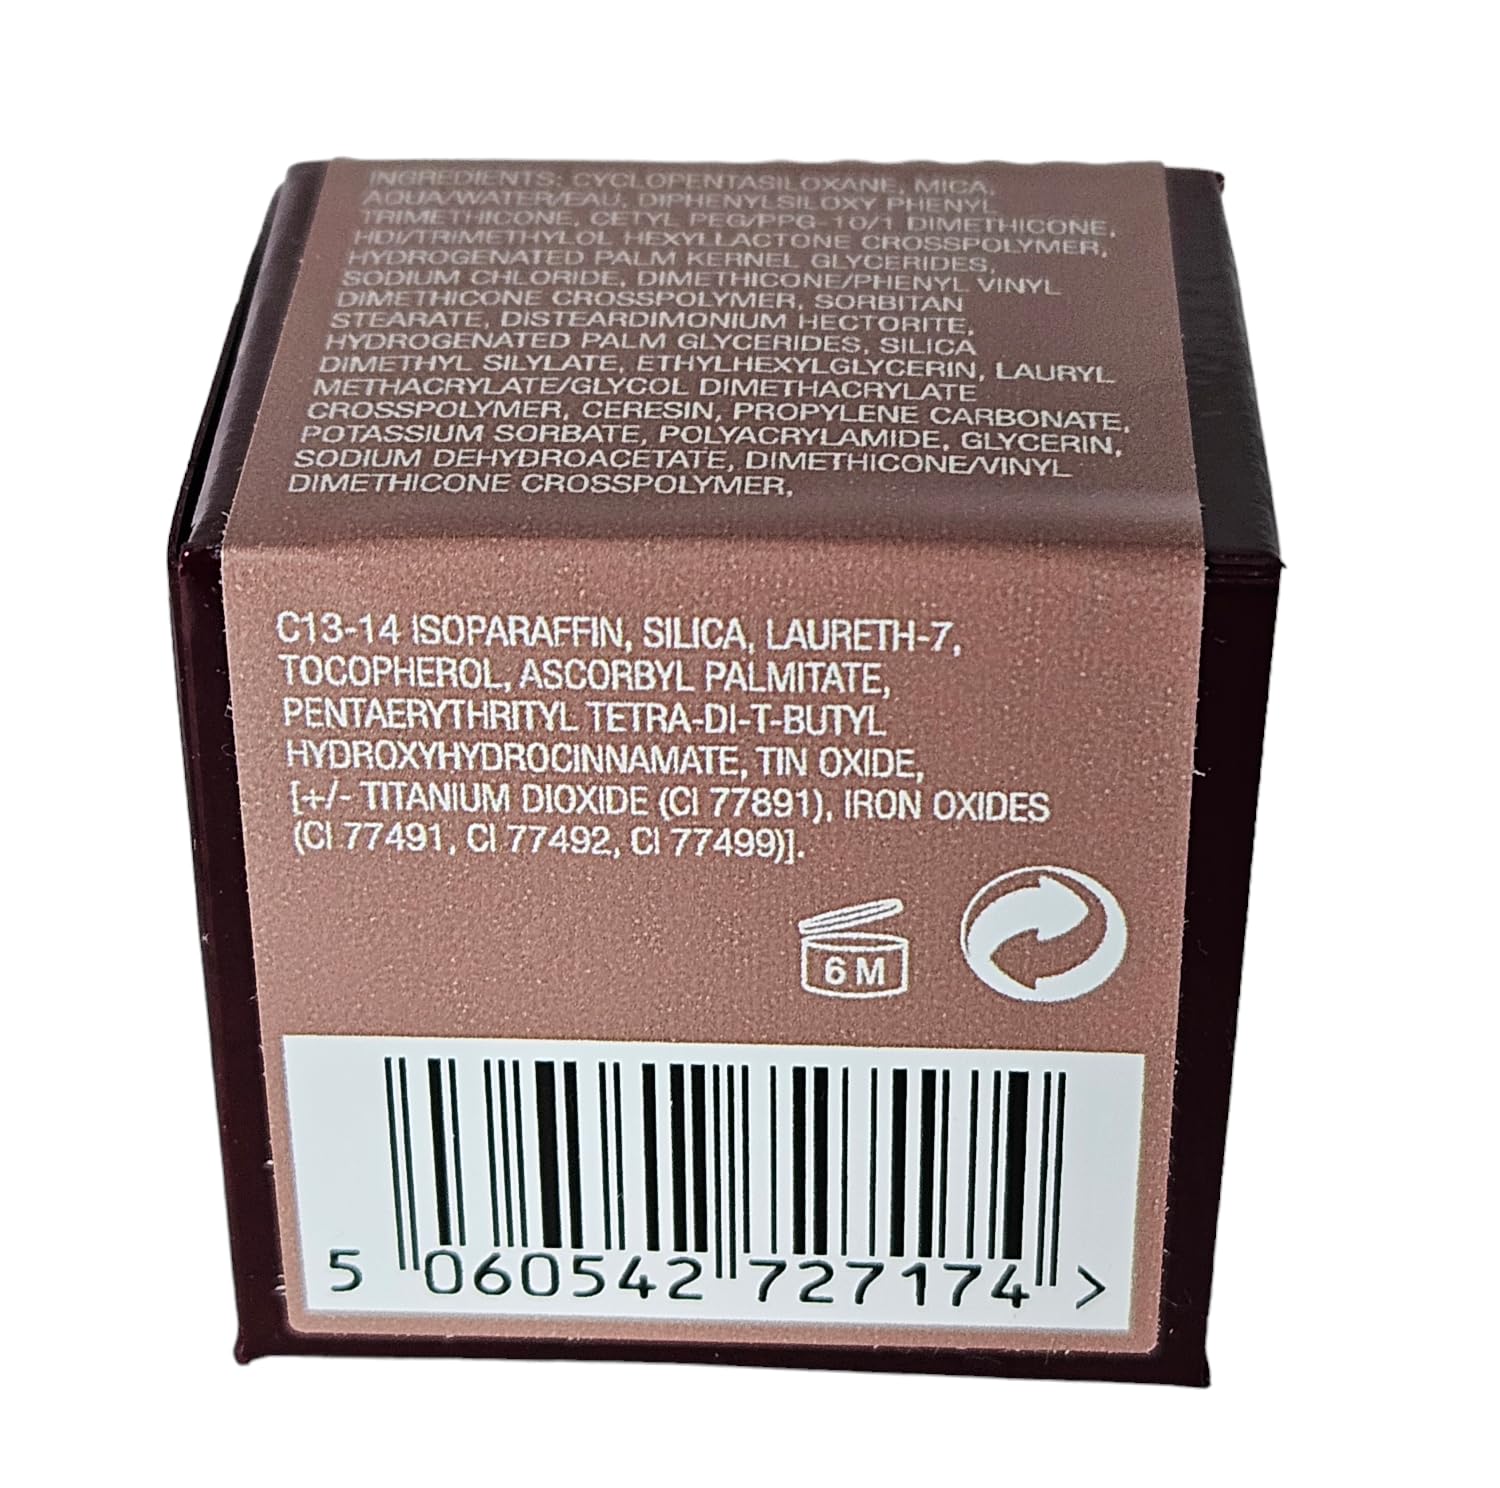 INGREDIENTS: CYCLOPENTASILOXANE, MICA,
AQUA/WATER/EAU, DIPHENYLSILOXY PHENYL
TRIMETHICONE, CETYL PEG/PPG-10/1 DIMETHICONE,
HDI/TRIMETHYLOL HEXYLLACTONE CROSSPOLYMER,
HYDROGENATED PALM KERNEL GLYCERIDES,
SODIUM CHLORIDE, DIMETHICONE/PHENYL VINYL
DIMETHICONE CROSSPOLYMER, SORBITAN
STEARATE, DISTEARDIMONIUM HECTORITE,
HYDROGENATED PALM GLYCERIDES, SILICA
DIMETHYL SILYLATE, ETHYLHEXYLGLYCERIN, LAURYL
METHACRYLATE/GLYCOL DIMETHACRYLATE
CROSSPOLYMER, CERESIN, PROPYLENE CARBONATE,
POTASSIUM SORBATE, POLYACRYLAMIDE, GLYCERIN,
SODIUM DEHYDROACETATE, DIMETHICONE/VINYL
DIMETHICONE CROSSPOLYMER,
C13-14 ISOPARAFFIN, SILICA, LAURETH-7,
TOCOPHEROL, ASCORBYL PALMITATE,
PENTAERYTHRITYL TETRA-DI-T-BUTYL
HYDROXYHYDROCINNAMATE, TIN OXIDE,
[+/- TITANIUM DIOXIDE (CI 77891), IRON OXIDES
(CI 77491, CI 77492, CI 77499)].
6 M
5 060542 727174 >